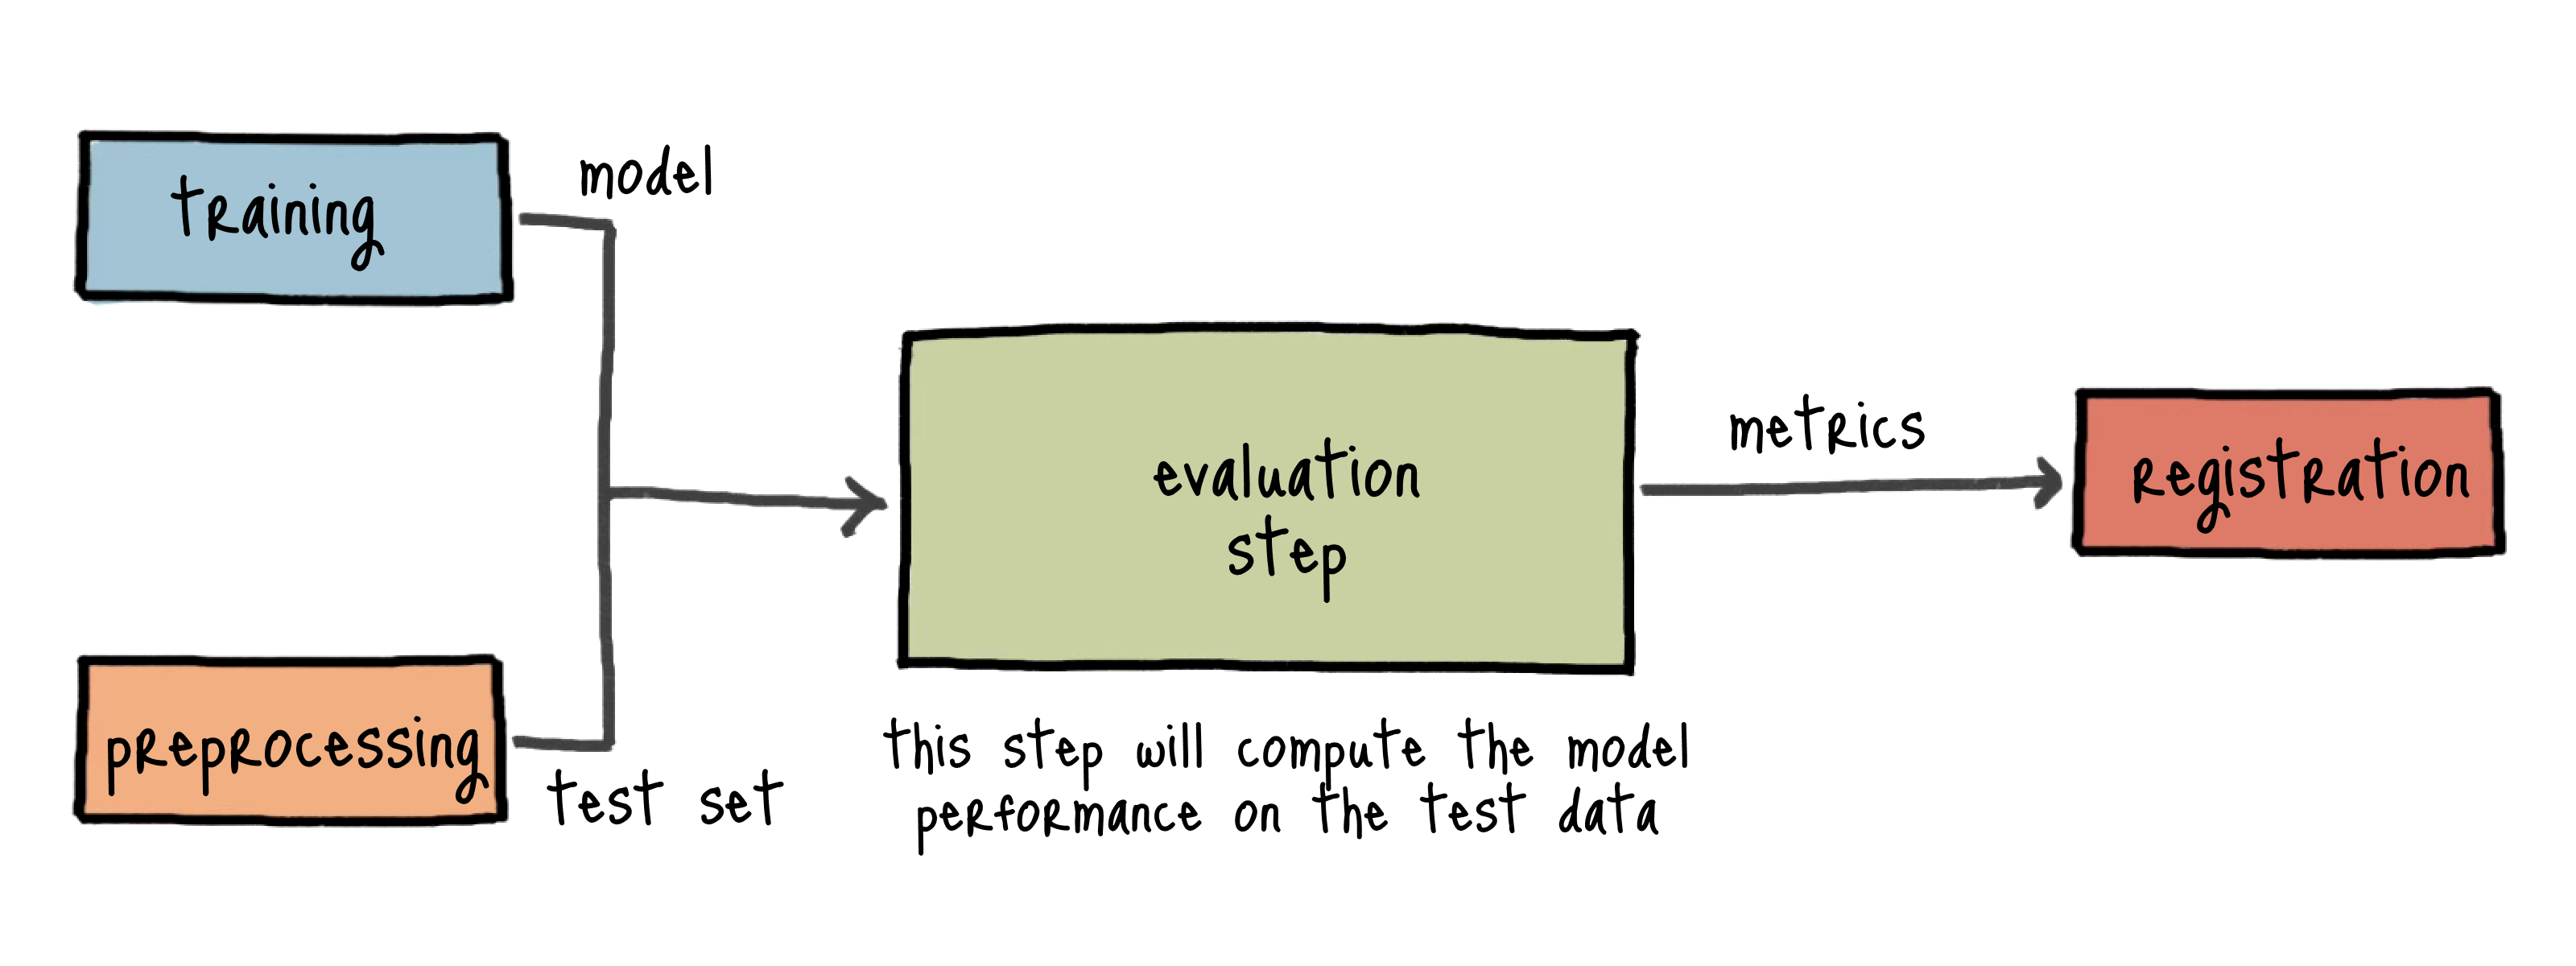 training
model
preprocessing
test set
evaluation
step
this step will compute the model
performance on the test data
metrics
registration